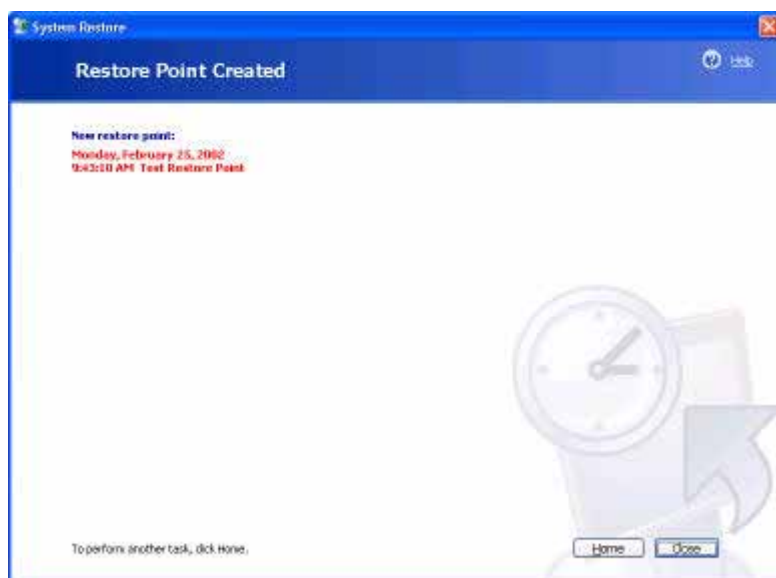 System Restore
Restore Point Created
Help
New restore point:
Monday, February 25, 2002
9:43:10 AM Test Restore Point
To perform another task, click Home.
Home
Close